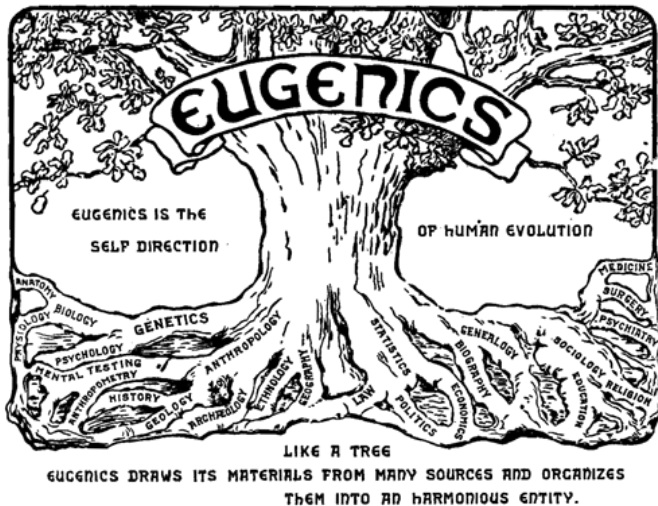 EUGENICS
EUGENICS IS THE
SELF DIRECTION
OF HUMAN EVOLUTION
ANATOMY
PHYSIOLOGY
BIOLOGY
GENETICS
PSYCHOLOGY
MENTAL TESTING
ANTHROPOMETRY
HISTORY
ANTHROPOLOGY
GEOLOGY
ARCHAEOLOGY
ETHNOLOGY
GEOGRAPHY
LAW
STATISTICS
POLITICS
ECONOMICS
GENEALOGY
BIOGRAPHY
SOCIOLOGY
EDUCATION
RELIGION
PSYCHIATRY
SURGERY
MEDICINE
LIKE A TREE
EUGENICS DRAWS ITS MATERIALS FROM MANY SOURCES AND ORGANIZES
THEM INTO AN HARMONIOUS ENTITY.